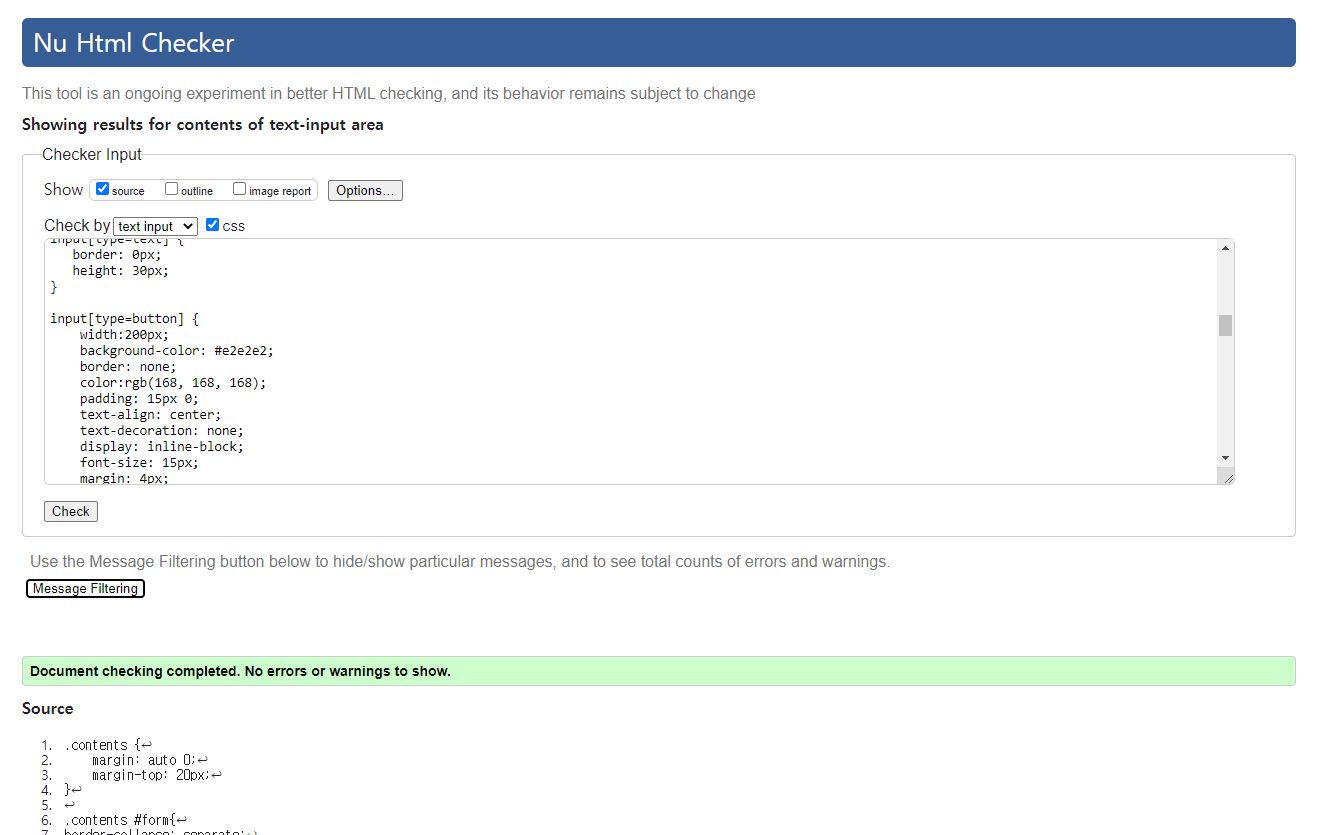 Nu Html Checker
This tool is an ongoing experiment in better HTML checking, and its behavior remains subject to change
Showing results for contents of text-input area
Checker Input
Show source outline image report Options...
Check by text input css
input[type=text] {
border: 0px;
height: 30px;
}
input[type=button] {
width:200px;
background-color: #e2e2e2;
border: none;
color:rgb(168, 168, 168);
padding: 15px 0;
text-align: center;
text-decoration: none;
display: inline-block;
font-size: 15px;
margin: 4px;
Check
Use the Message Filtering button below to hide/show particular messages, and to see total counts of errors and warnings.
Message Filtering
Document checking completed. No errors or warnings to show.
Source
1. .contents {↩
2. margin: auto 0;↩
3. margin-top: 20px;↩
4. }↩
5. ↩
6. .contents #form{↩
7. border-collapse: separate;↩